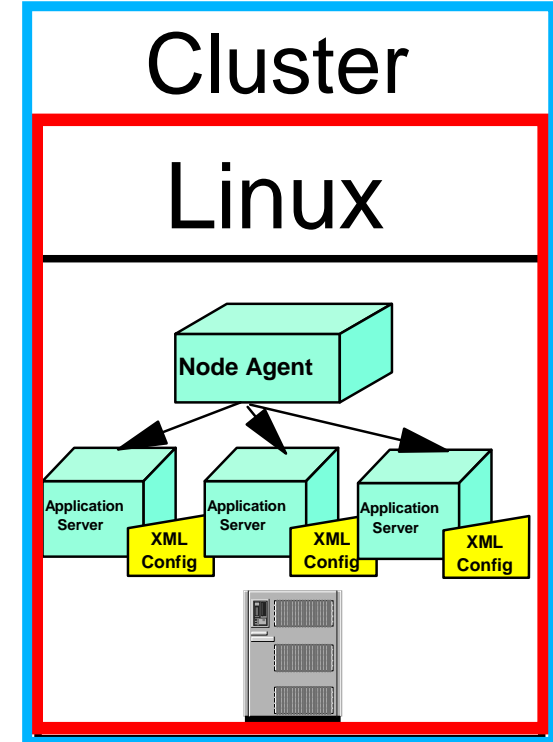 Cluster
Linux
Node Agent
Application
Server
XML
Config
Application
Server
XML
Config
Application
Server
XML
Config